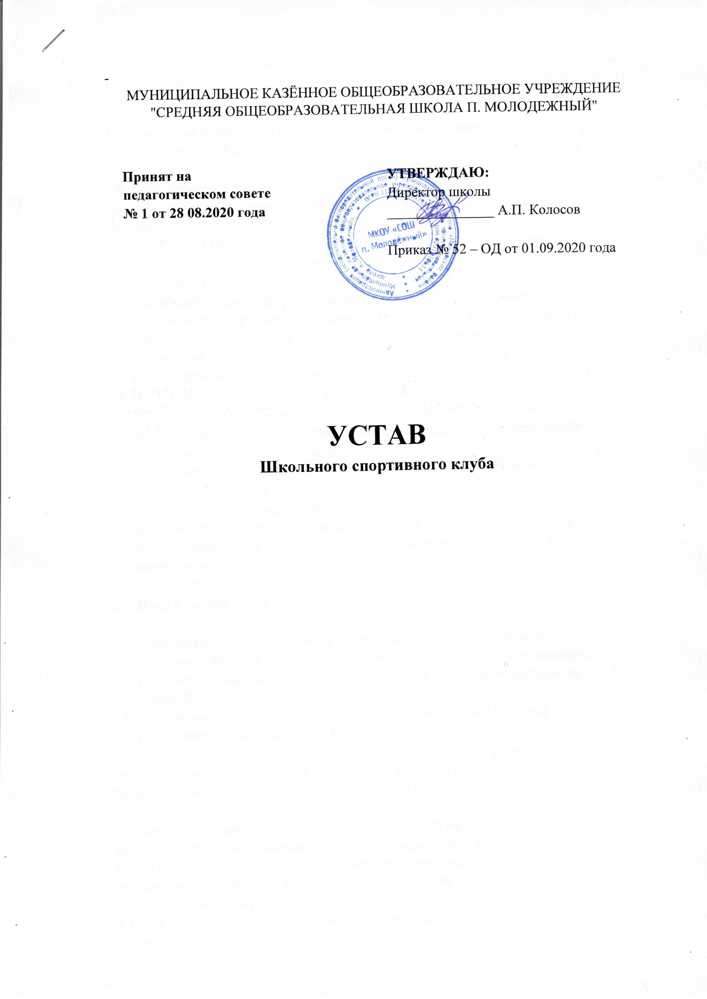 МУНИЦИПАЛЬНОЕ КАЗЁННОЕ ОБЩЕОБРАЗОВАТЕЛЬНОЕ УЧРЕЖДЕНИЕ
"СРЕДНЯЯ ОБЩЕОБРАЗОВАТЕЛЬНАЯ ШКОЛА П. МОЛОДЕЖНЫЙ"
Принят на
педагогическом совете
№ 1 от 28 08.2020 года
УТВЕРЖДАЮ:
Директор школы
А.П. Колосов
Приказ № 52 – ОД от 01.09.2020 года
МКОУ «СОШ
п. Молодёжный»
УСТАВ
Школьного спортивного клуба